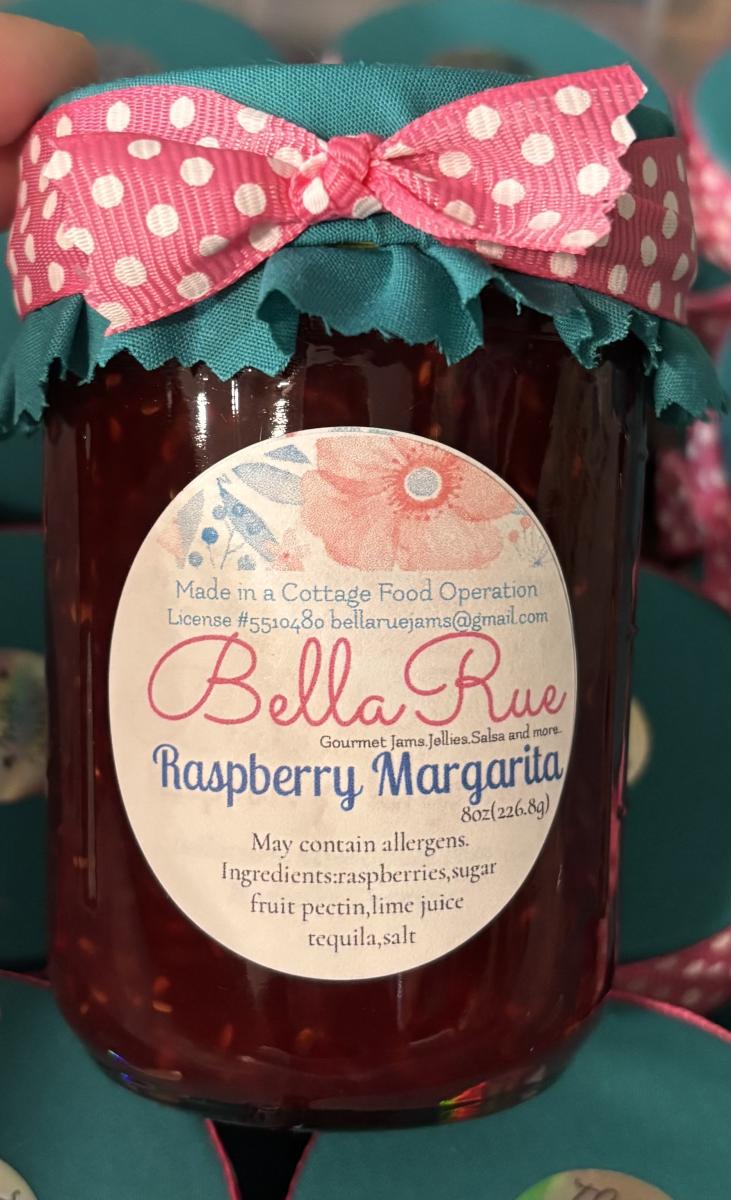 Made in a Cottage Food Operation
License #5510480 bellaruejams@gmail.com
Bella Rue
Gourmet Jams.Jellies.Salsa and more.
Raspberry Margarita
8oz(226.8g)
May contain allergens.
Ingredients:raspberries,sugar
fruit pectin,lime juice
tequila,salt